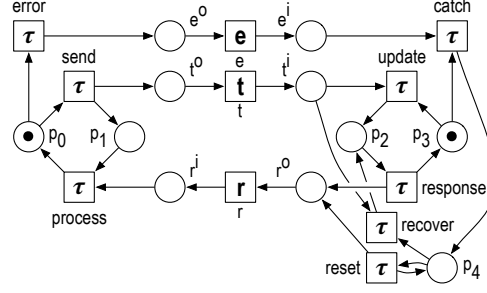 error
e^o
e^i
catch
τ
e
τ
send
e
update
t^o
t^i
τ
t
τ
t
p_0
p_1
p_2
p_3
r^i
r^o
τ
r
τ
response
process
r
τ
recover
reset
τ
p_4